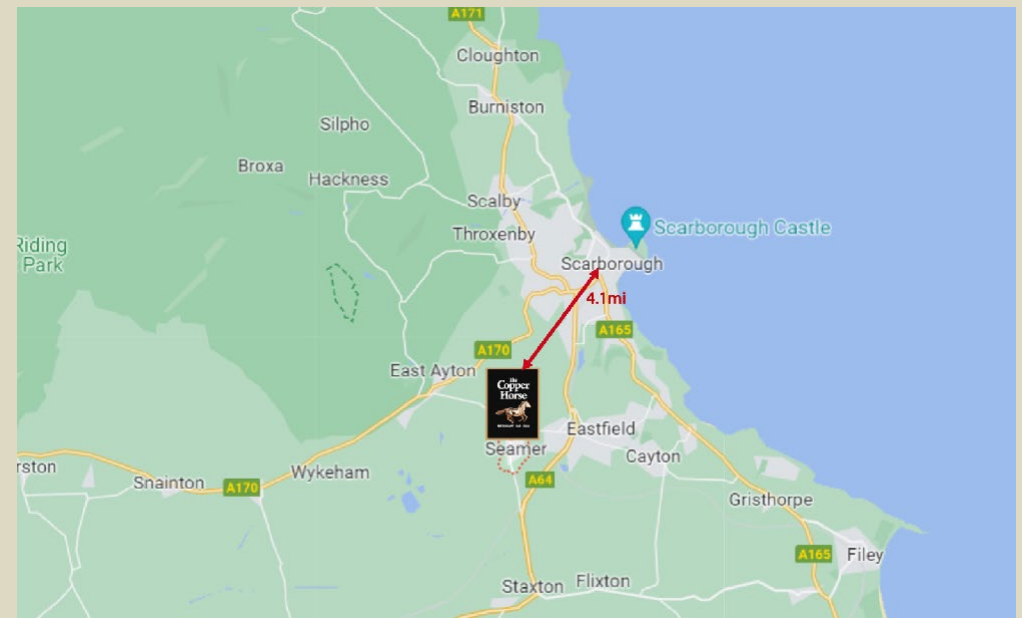 A171
Cloughton
Burniston
Silpho
Broxa
Hackness
Scalby
Throxenby
Scarborough Castle
Riding
Park
Scarborough
4.1mi
A165
A170
East Ayton
The
Copper
Horse
Eastfield
Seamer
Cayton
rston
Wykeham
Snainton
A170
A64
Gristhorpe
A165
Filey
Staxton
Flixton